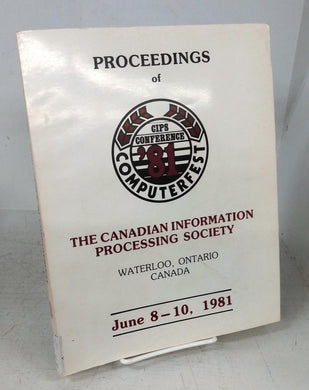 PROCEEDINGS
of
CIPS
CONFERENCE
'81
COMPUTERFEST
THE CANADIAN INFORMATION
PROCESSING SOCIETY
WATERLOO, ONTARIO
CANADA
June 8–10, 1981